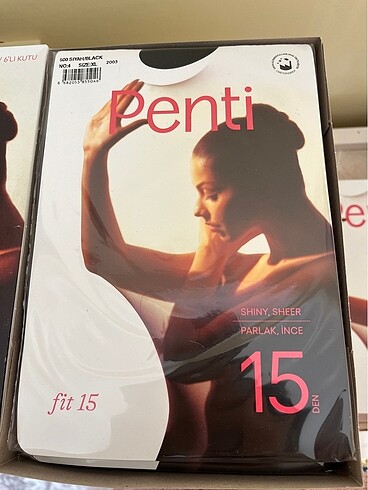 6'LI KUTU
500 SIYAH/BLACK
NO:4 SIZE:XL 2003
Penti
SHINY, SHEER
PARLAK, İNCE
15
DEN
fit 15